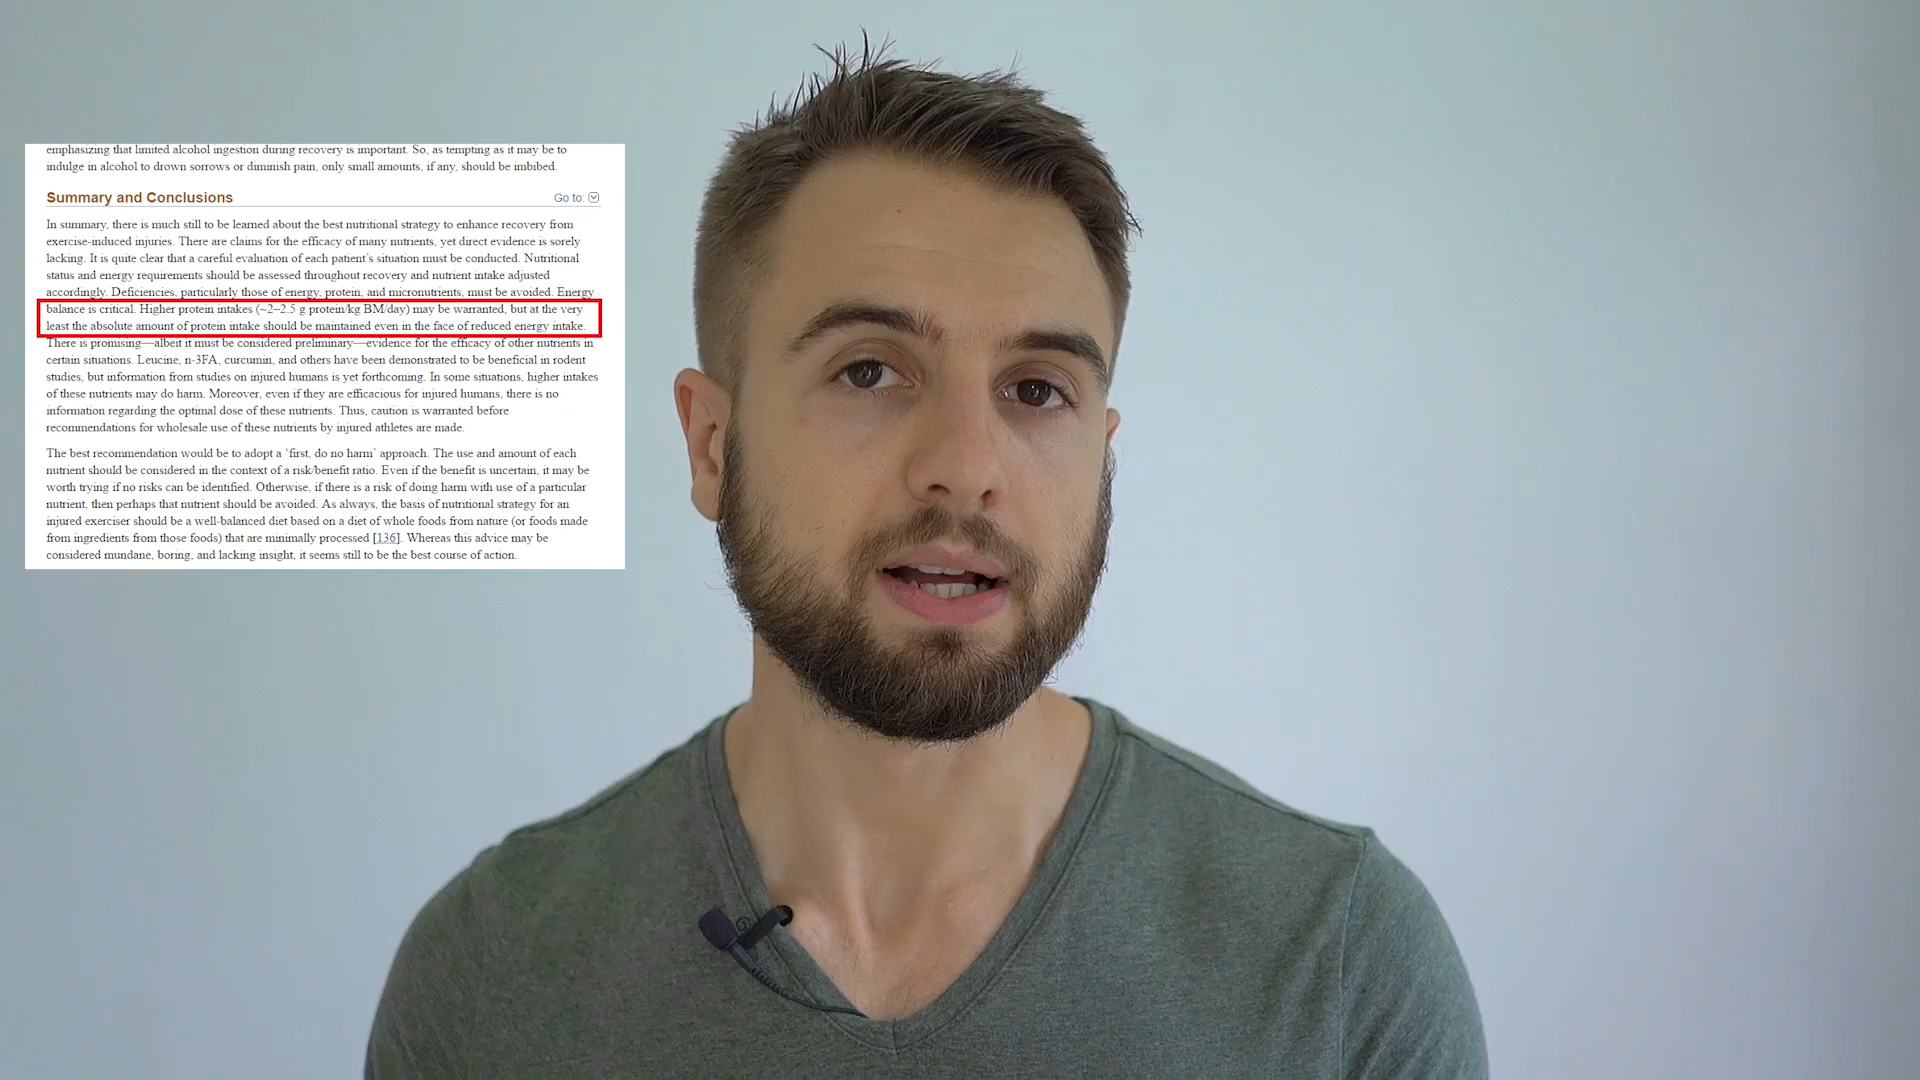 emphasizing that limited alcohol ingestion during recovery is important. So, as tempting as it may be to
indulge in alcohol to drown sorrows or diminish pain, only small amounts, if any, should be imbibed.
Summary and Conclusions
Go to:
In summary, there is much still to be learned about the best nutritional strategy to enhance recovery from
exercise-induced injuries. There are claims for the efficacy of many nutrients, yet direct evidence is sorely
lacking. It is quite clear that a careful evaluation of each patient's situation must be conducted. Nutritional
status and energy requirements should be assessed throughout recovery and nutrient intake adjusted
accordingly. Deficiencies, particularly those of energy, protein, and micronutrients, must be avoided. Energy
balance is critical. Higher protein intakes (~2–2.5 g protein/kg BM/day) may be warranted, but at the very
least the absolute amount of protein intake should be maintained even in the face of reduced energy intake.
There is promising—albeit it must be considered preliminary—evidence for the efficacy of other nutrients in
certain situations. Leucine, n-3FA, curcumin, and others have been demonstrated to be beneficial in rodent
studies, but information from studies on injured humans is yet forthcoming. In some situations, higher intakes
of these nutrients may do harm. Moreover, even if they are efficacious for injured humans, there is no
information regarding the optimal dose of these nutrients. Thus, caution is warranted before
recommendations for wholesale use of these nutrients by injured athletes are made.
The best recommendation would be to adopt a ‘first, do no harm’ approach. The use and amount of each
nutrient should be considered in the context of a risk/benefit ratio. Even if the benefit is uncertain, it may be
worth trying if no risks can be identified. Otherwise, if there is a risk of doing harm with use of a particular
nutrient, then perhaps that nutrient should be avoided. As always, the basis of nutritional strategy for an
injured exerciser should be a well-balanced diet based on a diet of whole foods from nature (or foods made
from ingredients from those foods) that are minimally processed [136]. Whereas this advice may be
considered mundane, boring, and lacking insight, it seems still to be the best course of action.